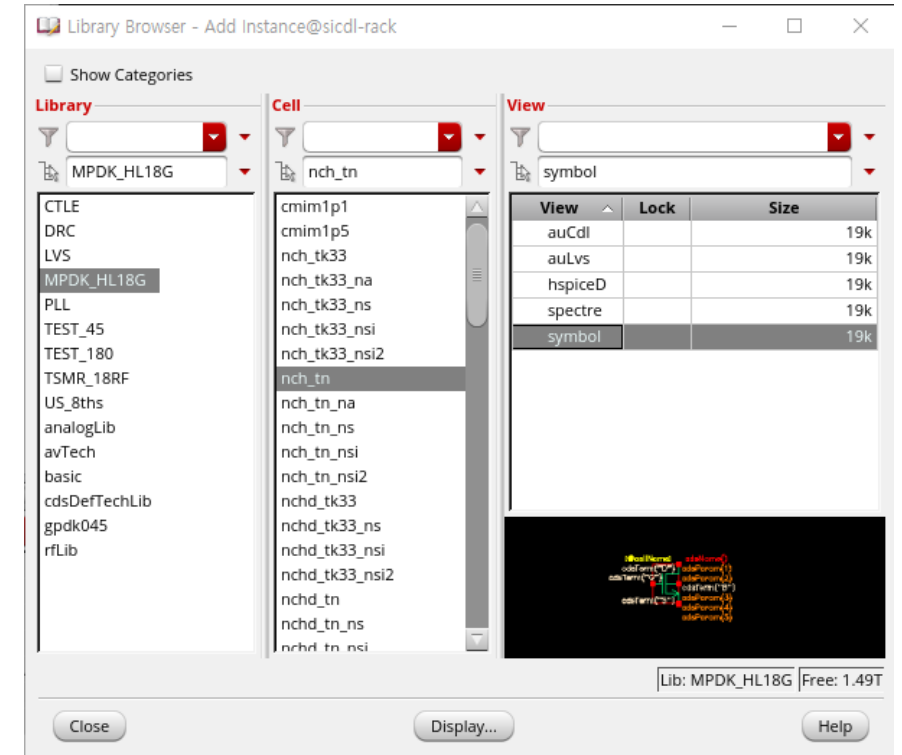 Library Browser - Add Instance@sicdl-rack
Show Categories
Library
MPDK_HL18G
CTLE
DRC
LVS
MPDK_HL18G
PLL
TEST_45
TEST_180
TSMR_18RF
US_8ths
analogLib
avTech
basic
cdsDefTechLib
gpdk045
rfLib
Cell
nch_tn
cmim1p1
cmim1p5
nch_tk33
nch_tk33_na
nch_tk33_ns
nch_tk33_nsi
nch_tk33_nsi2
nch_tn
nch_tn_na
nch_tn_ns
nch_tn_nsi
nch_tn_nsi2
nchd_tk33
nchd_tk33_ns
nchd_tk33_nsi
nchd_tk33_nsi2
nchd_tn
nchd_tn_ns
nchd_tn_nsi
View
symbol
View Lock Size
auCdl 19k
auLvs 19k
hspiceD 19k
spectre 19k
symbol 19k
cdsTerm("B")
Lib: MPDK_HL18G Free: 1.49T
Close Display... Help